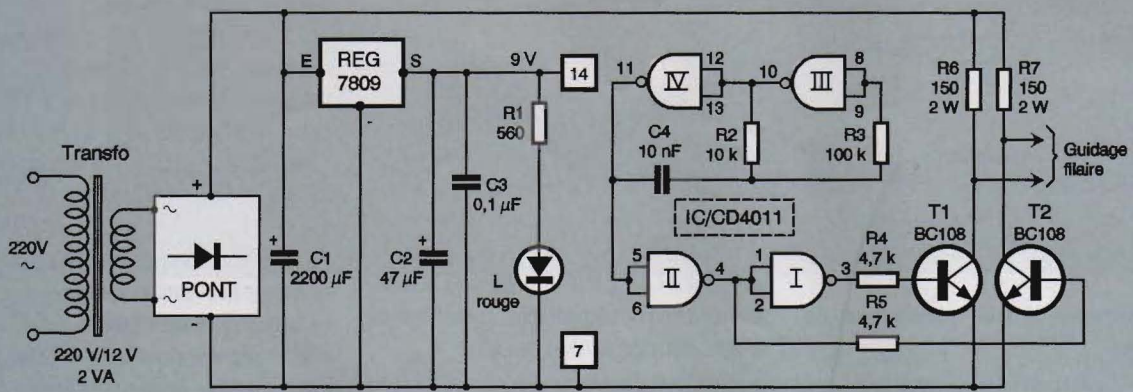 Transfo
220V
~
220 V/12 V
2 VA
+
~
~
PONT
-
E
REG
7809
S
-
9 V
14
+
C1
2200 µF
+
C2
47 µF
C3
0,1 µF
R1
560
L
rouge
7
11
IV
12
13
10
III
8
9
C4
10 nF
R2
10 k
R3
100 k
IC/CD4011
5
6
II
4
1
2
I
3
R4
4,7 k
R5
4,7 k
R6
150
2 W
R7
150
2 W
Guidage
filaire
T1
BC108
T2
BC108